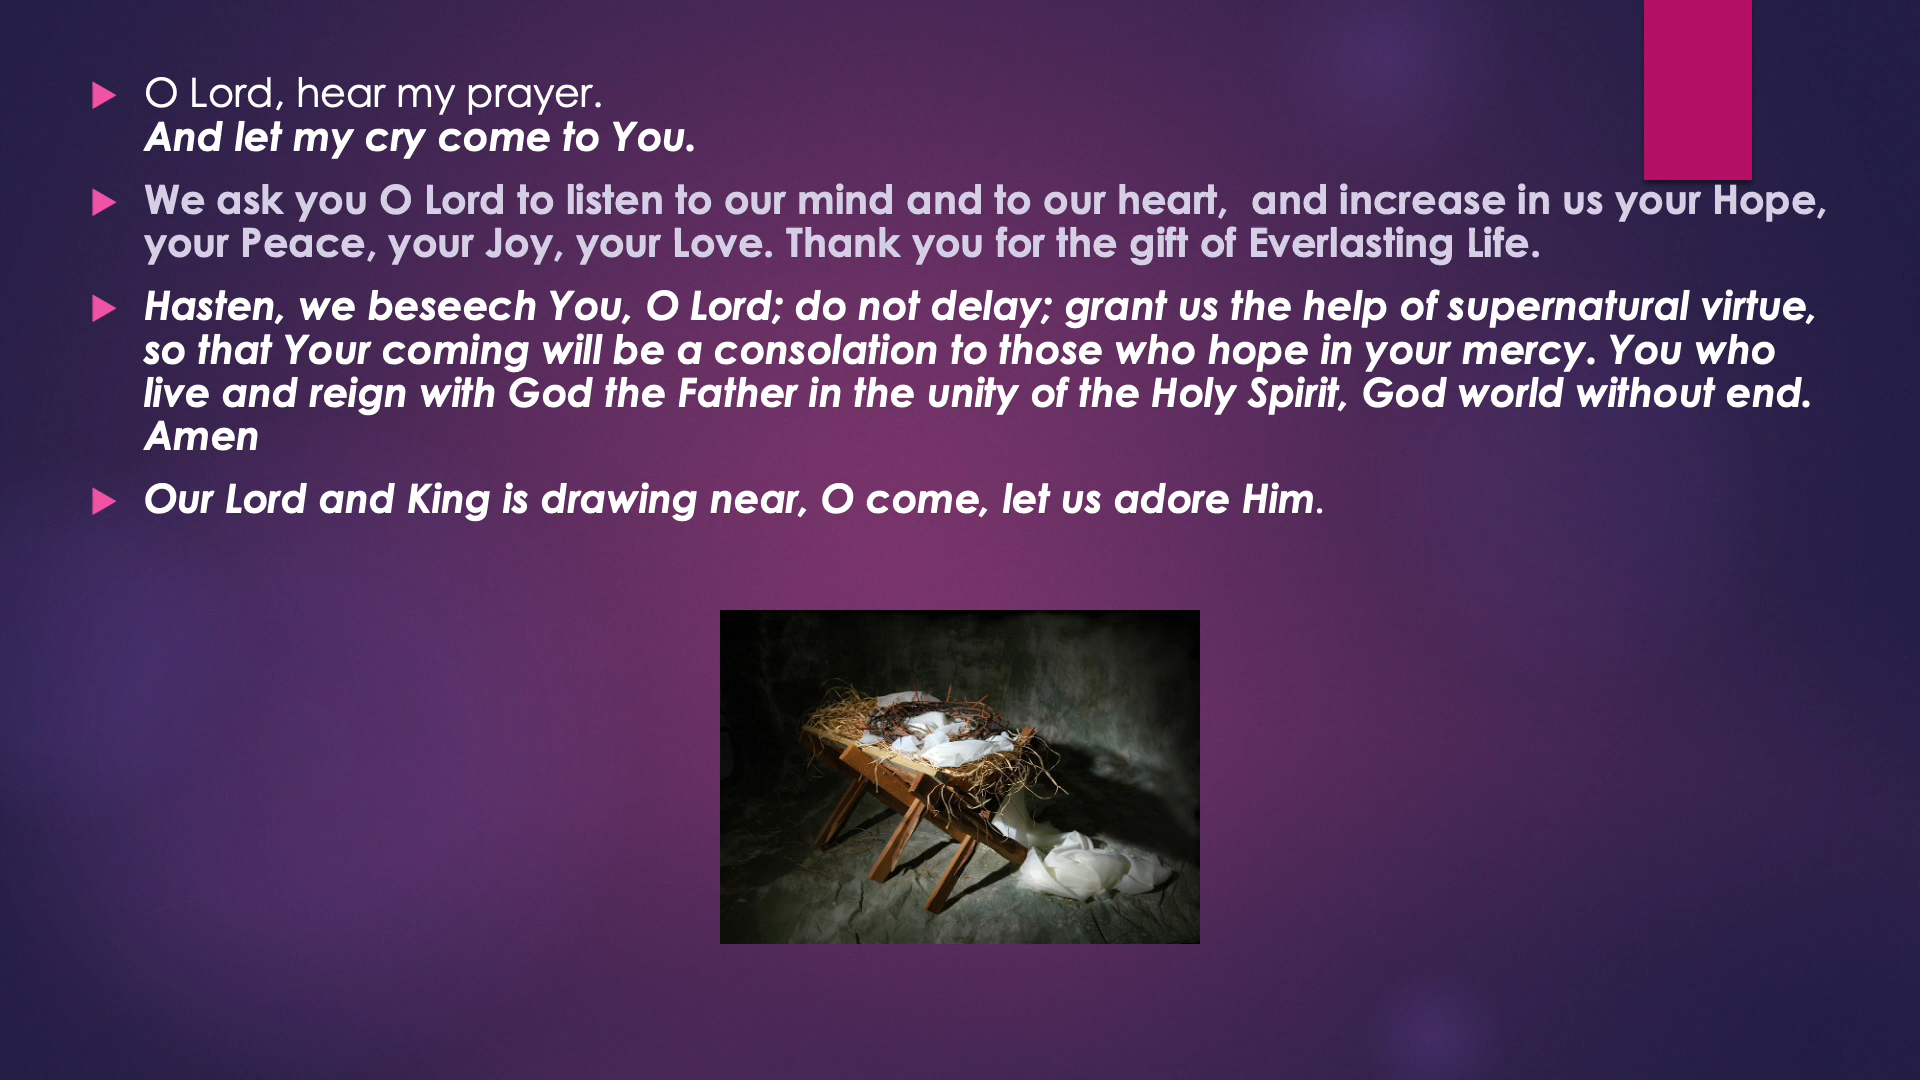 O Lord, hear my prayer.
And let my cry come to You.
We ask you O Lord to listen to our mind and to our heart,  and increase in us your Hope,
your Peace, your Joy, your Love. Thank you for the gift of Everlasting Life.
Hasten, we beseech You, O Lord; do not delay; grant us the help of supernatural virtue,
so that Your coming will be a consolation to those who hope in your mercy. You who
live and reign with God the Father in the unity of the Holy Spirit, God world without end.
Amen
Our Lord and King is drawing near, O come, let us adore Him.